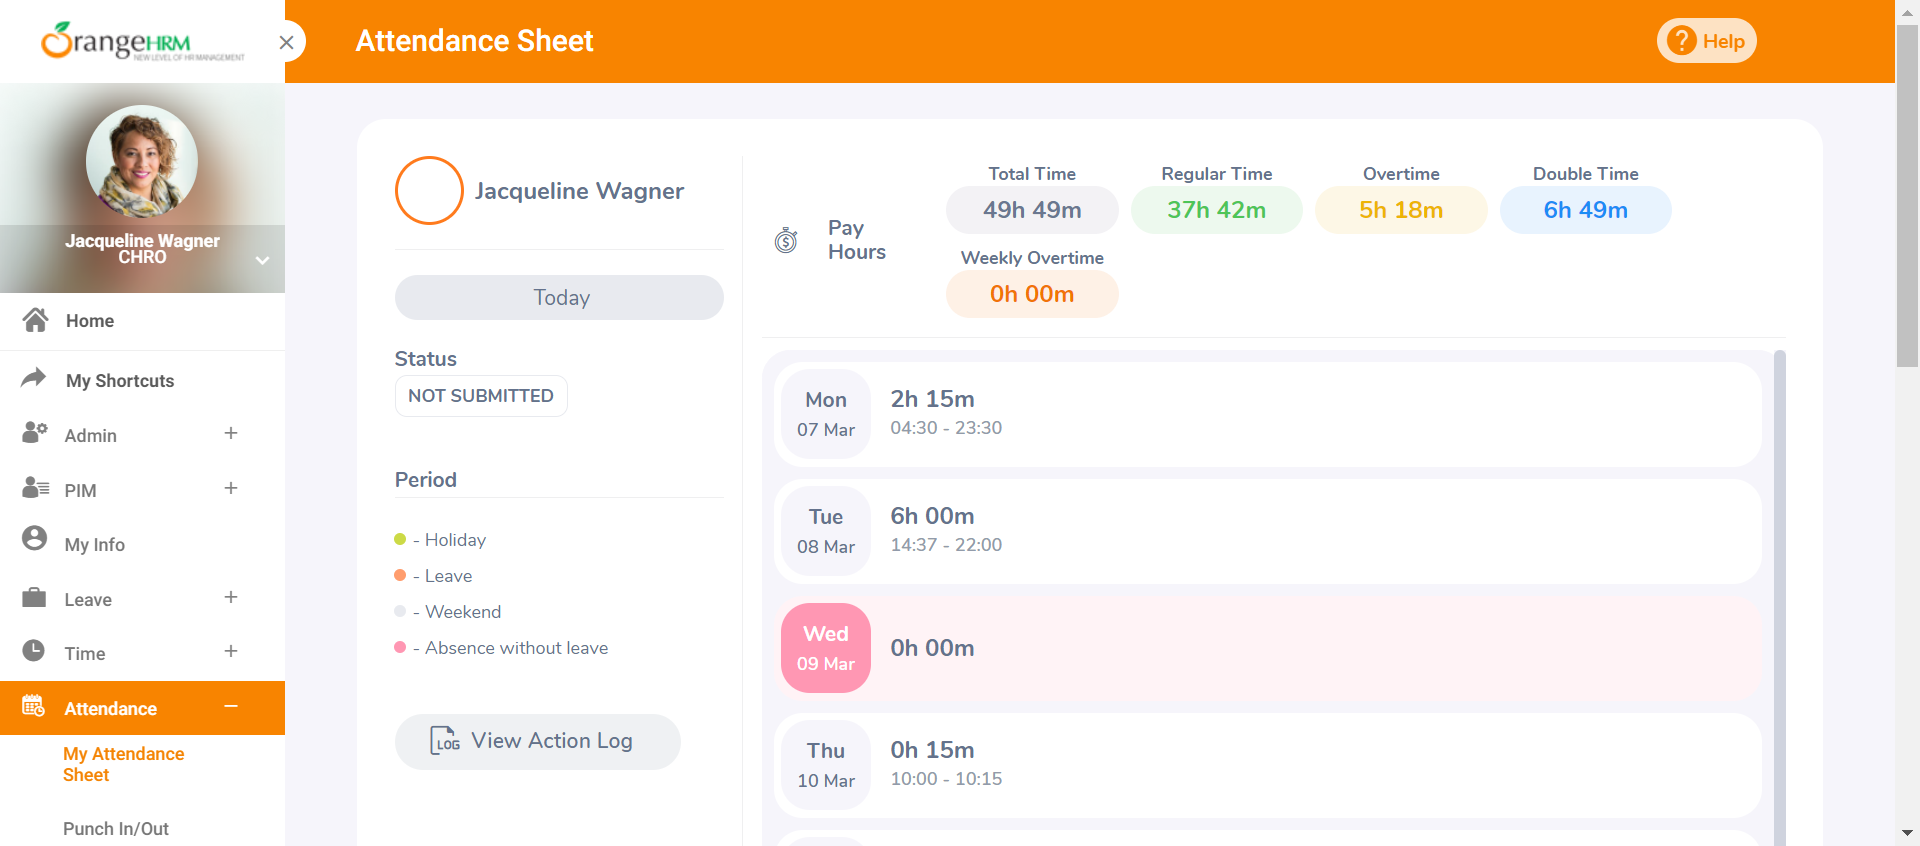 OrangeHRM
NEW LEVEL OF HR MANAGEMENT
Attendance Sheet
? Help
Jacqueline Wagner
CHRO
Home
My Shortcuts
Admin
PIM
My Info
Leave
Time
Attendance
My Attendance
Sheet
Punch In/Out
Jacqueline Wagner
Today
Status
NOT SUBMITTED
Period
- Holiday
- Leave
- Weekend
- Absence without leave
LOG View Action Log
$ Pay
Hours
Total Time
49h 49m
Regular Time
37h 42m
Overtime
5h 18m
Double Time
6h 49m
Weekly Overtime
0h 00m
Mon
07 Mar
2h 15m
04:30 - 23:30
Tue
08 Mar
6h 00m
14:37 - 22:00
Wed
09 Mar
0h 00m
Thu
10 Mar
0h 15m
10:00 - 10:15